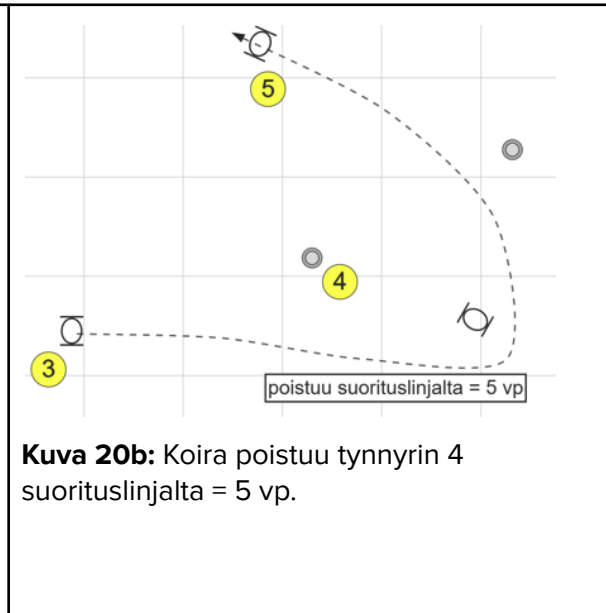 5
4
3
poistuu suorituslinjalta = 5 vp
Kuva 20b: Koira poistuu tynnyrin 4
suorituslinjalta = 5 vp.